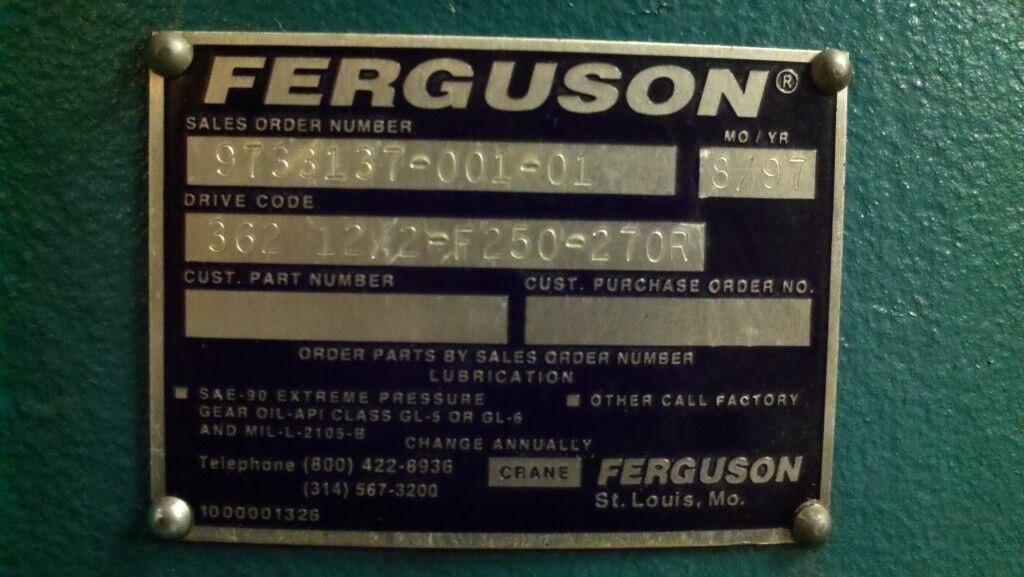 FERGUSON®
SALES ORDER NUMBER MO / YR
9733137-001-01 8/97
DRIVE CODE
362 12X2-F250-270R
CUST. PART NUMBER CUST. PURCHASE ORDER NO.
ORDER PARTS BY SALES ORDER NUMBER
LUBRICATION
■ SAE-90 EXTREME PRESSURE ■ OTHER CALL FACTORY
GEAR OIL-API CLASS GL-5 OR GL-6
AND MIL-L-2105-B
CHANGE ANNUALLY
Telephone (800) 422-8936 CRANE FERGUSON
(314) 567-3200 St. Louis, Mo.
1000001326